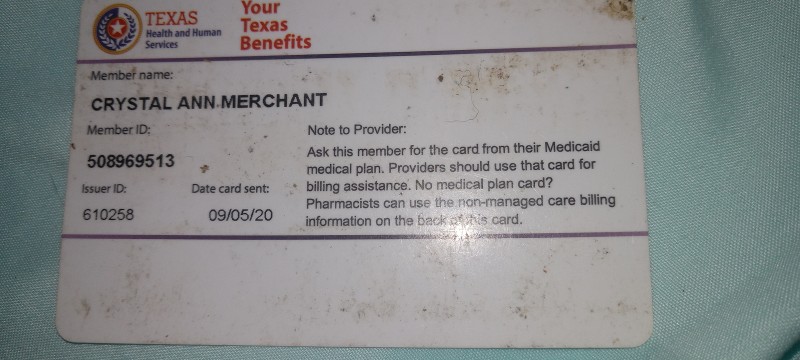 TEXAS
Health and Human
Services
Your
Texas
Benefits
Member name:
CRYSTAL ANN MERCHANT
Member ID:
508969513
Issuer ID:
Date card sent:
610258
09/05/20
Note to Provider:
Ask this member for the card from their Medicaid
medical plan. Providers should use that card for
billing assistance. No medical plan card?
Pharmacists can use the non-managed care billing
information on the back of this card.